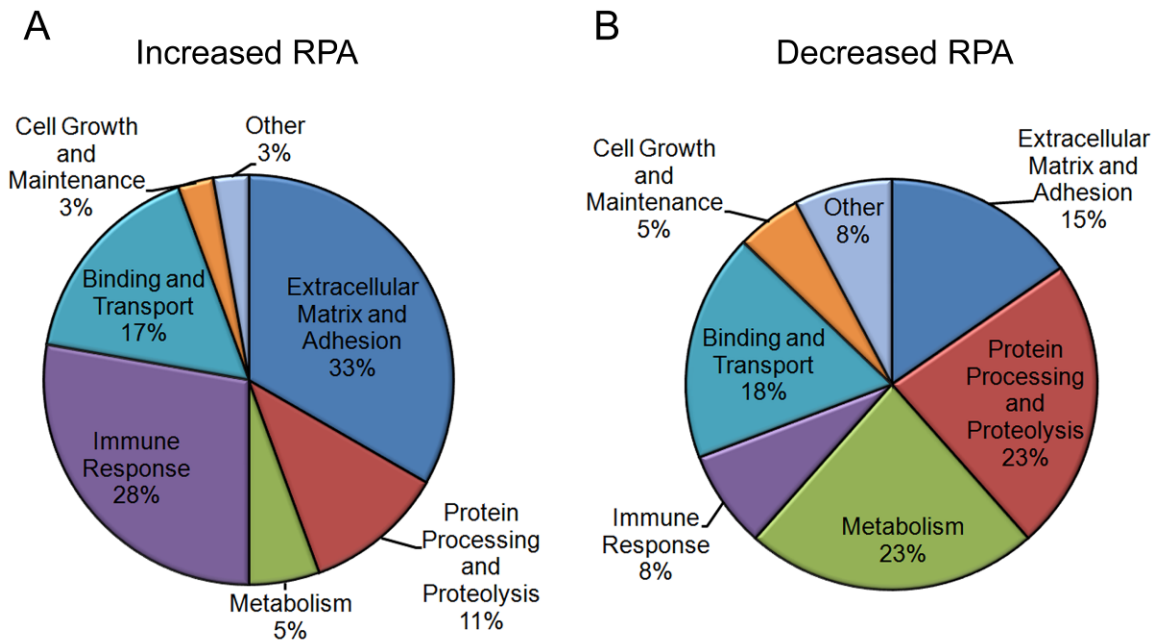 A
Increased RPA
Cell Growth
and
Maintenance
3%
Other
3%
Extracellular
Matrix and
Adhesion
33%
Binding and
Transport
17%
Immune
Response
28%
Protein
Processing
and
Proteolysis
11%
Metabolism
5%
B
Decreased RPA
Cell Growth
and
Maintenance
5%
Other
8%
Extracellular
Matrix and
Adhesion
15%
Binding and
Transport
18%
Protein
Processing
and
Proteolysis
23%
Immune
Response
8%
Metabolism
23%